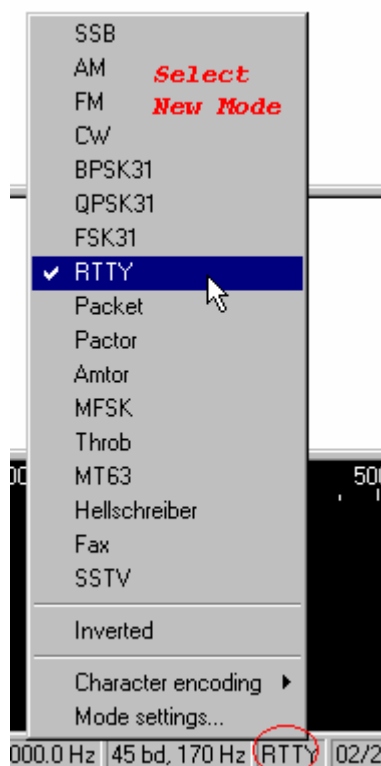 SSB
AM
Select
FM
New Mode
CW
BPSK31
QPSK31
FSK31
RTTY
Packet
Pactor
Amtor
MFSK
Throb
MT63
Hellschreiber
Fax
SSTV
Inverted
Character encoding
Mode settings...
000.0 Hz 45 bd, 170 Hz RTTY 02/2